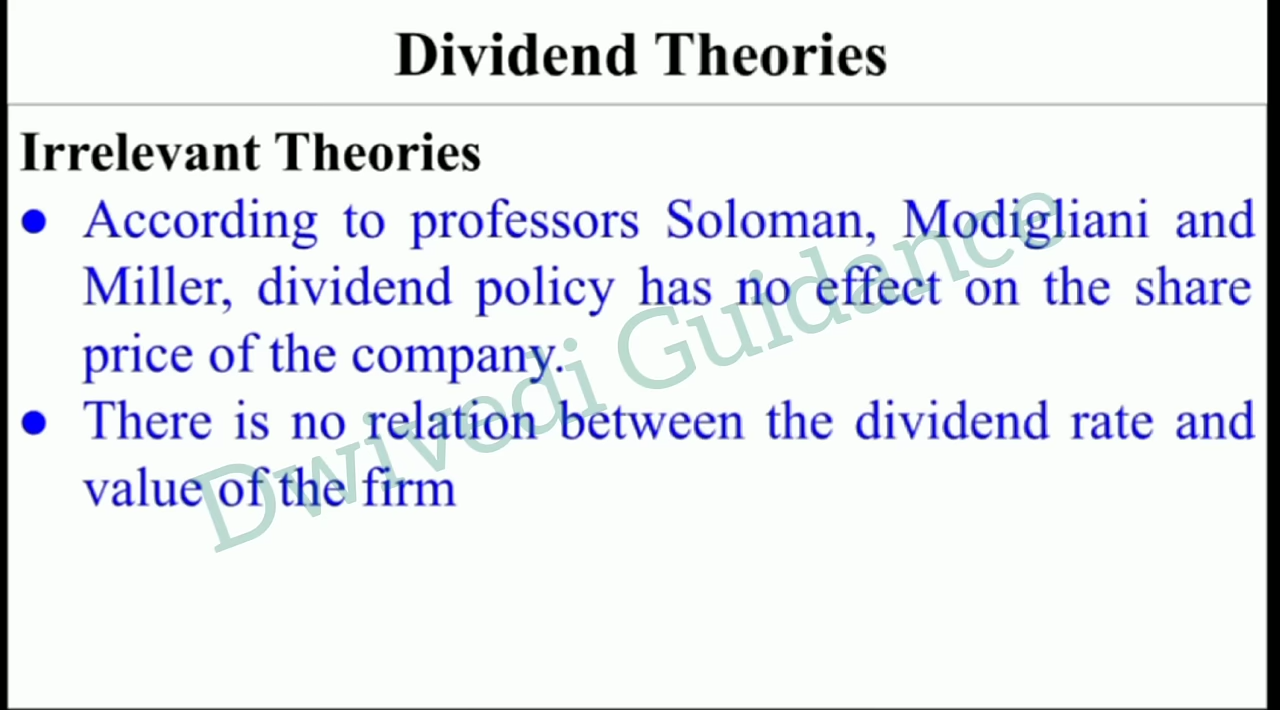 Dividend Theories
Irrelevant Theories
● According to professors Soloman, Modigliani and
Miller, dividend policy has no effect on the share
price of the company.
● There is no relation between the dividend rate and
value of the firm
Dwivedi Guidance